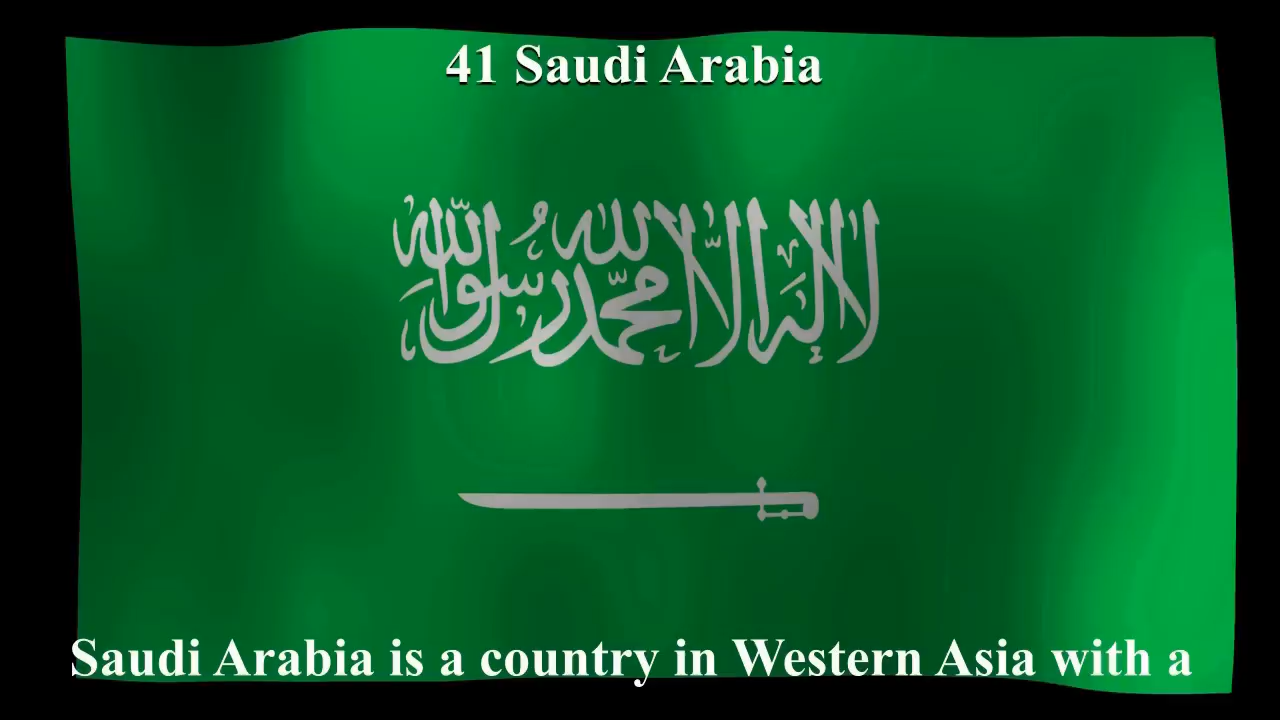 41 Saudi Arabia
لا إله إلا الله محمد رسول الله
Saudi Arabia is a country in Western Asia with a